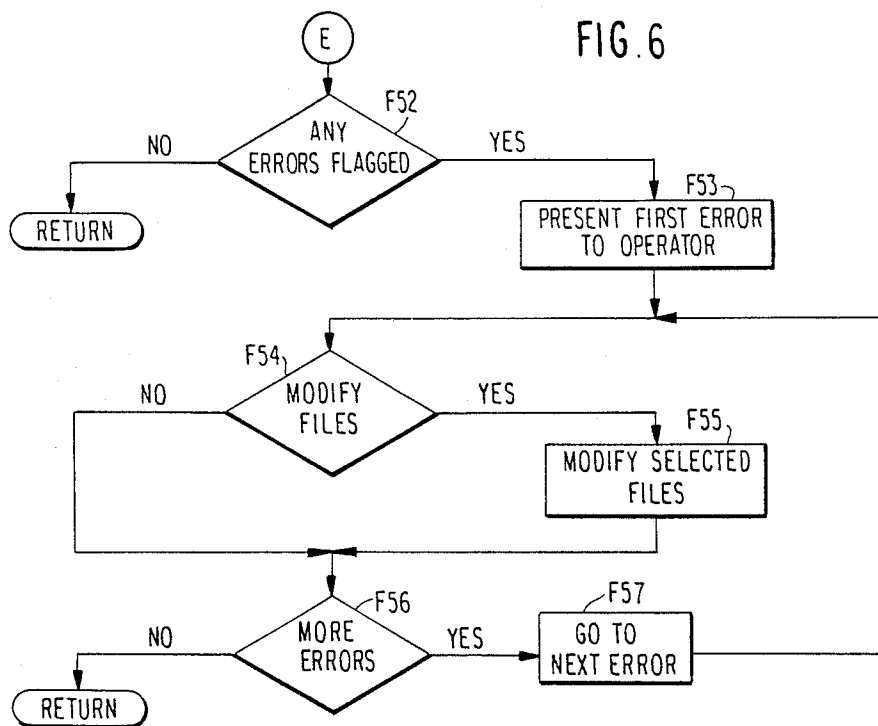 FIG.6
E
F52
ANY
ERRORS FLAGGED
NO
YES
RETURN
F53
PRESENT FIRST ERROR
TO OPERATOR
F54
MODIFY
FILES
NO
YES
F55
MODIFY SELECTED
FILES
F56
MORE
ERRORS
NO
YES
F57
GO TO
NEXT ERROR
RETURN